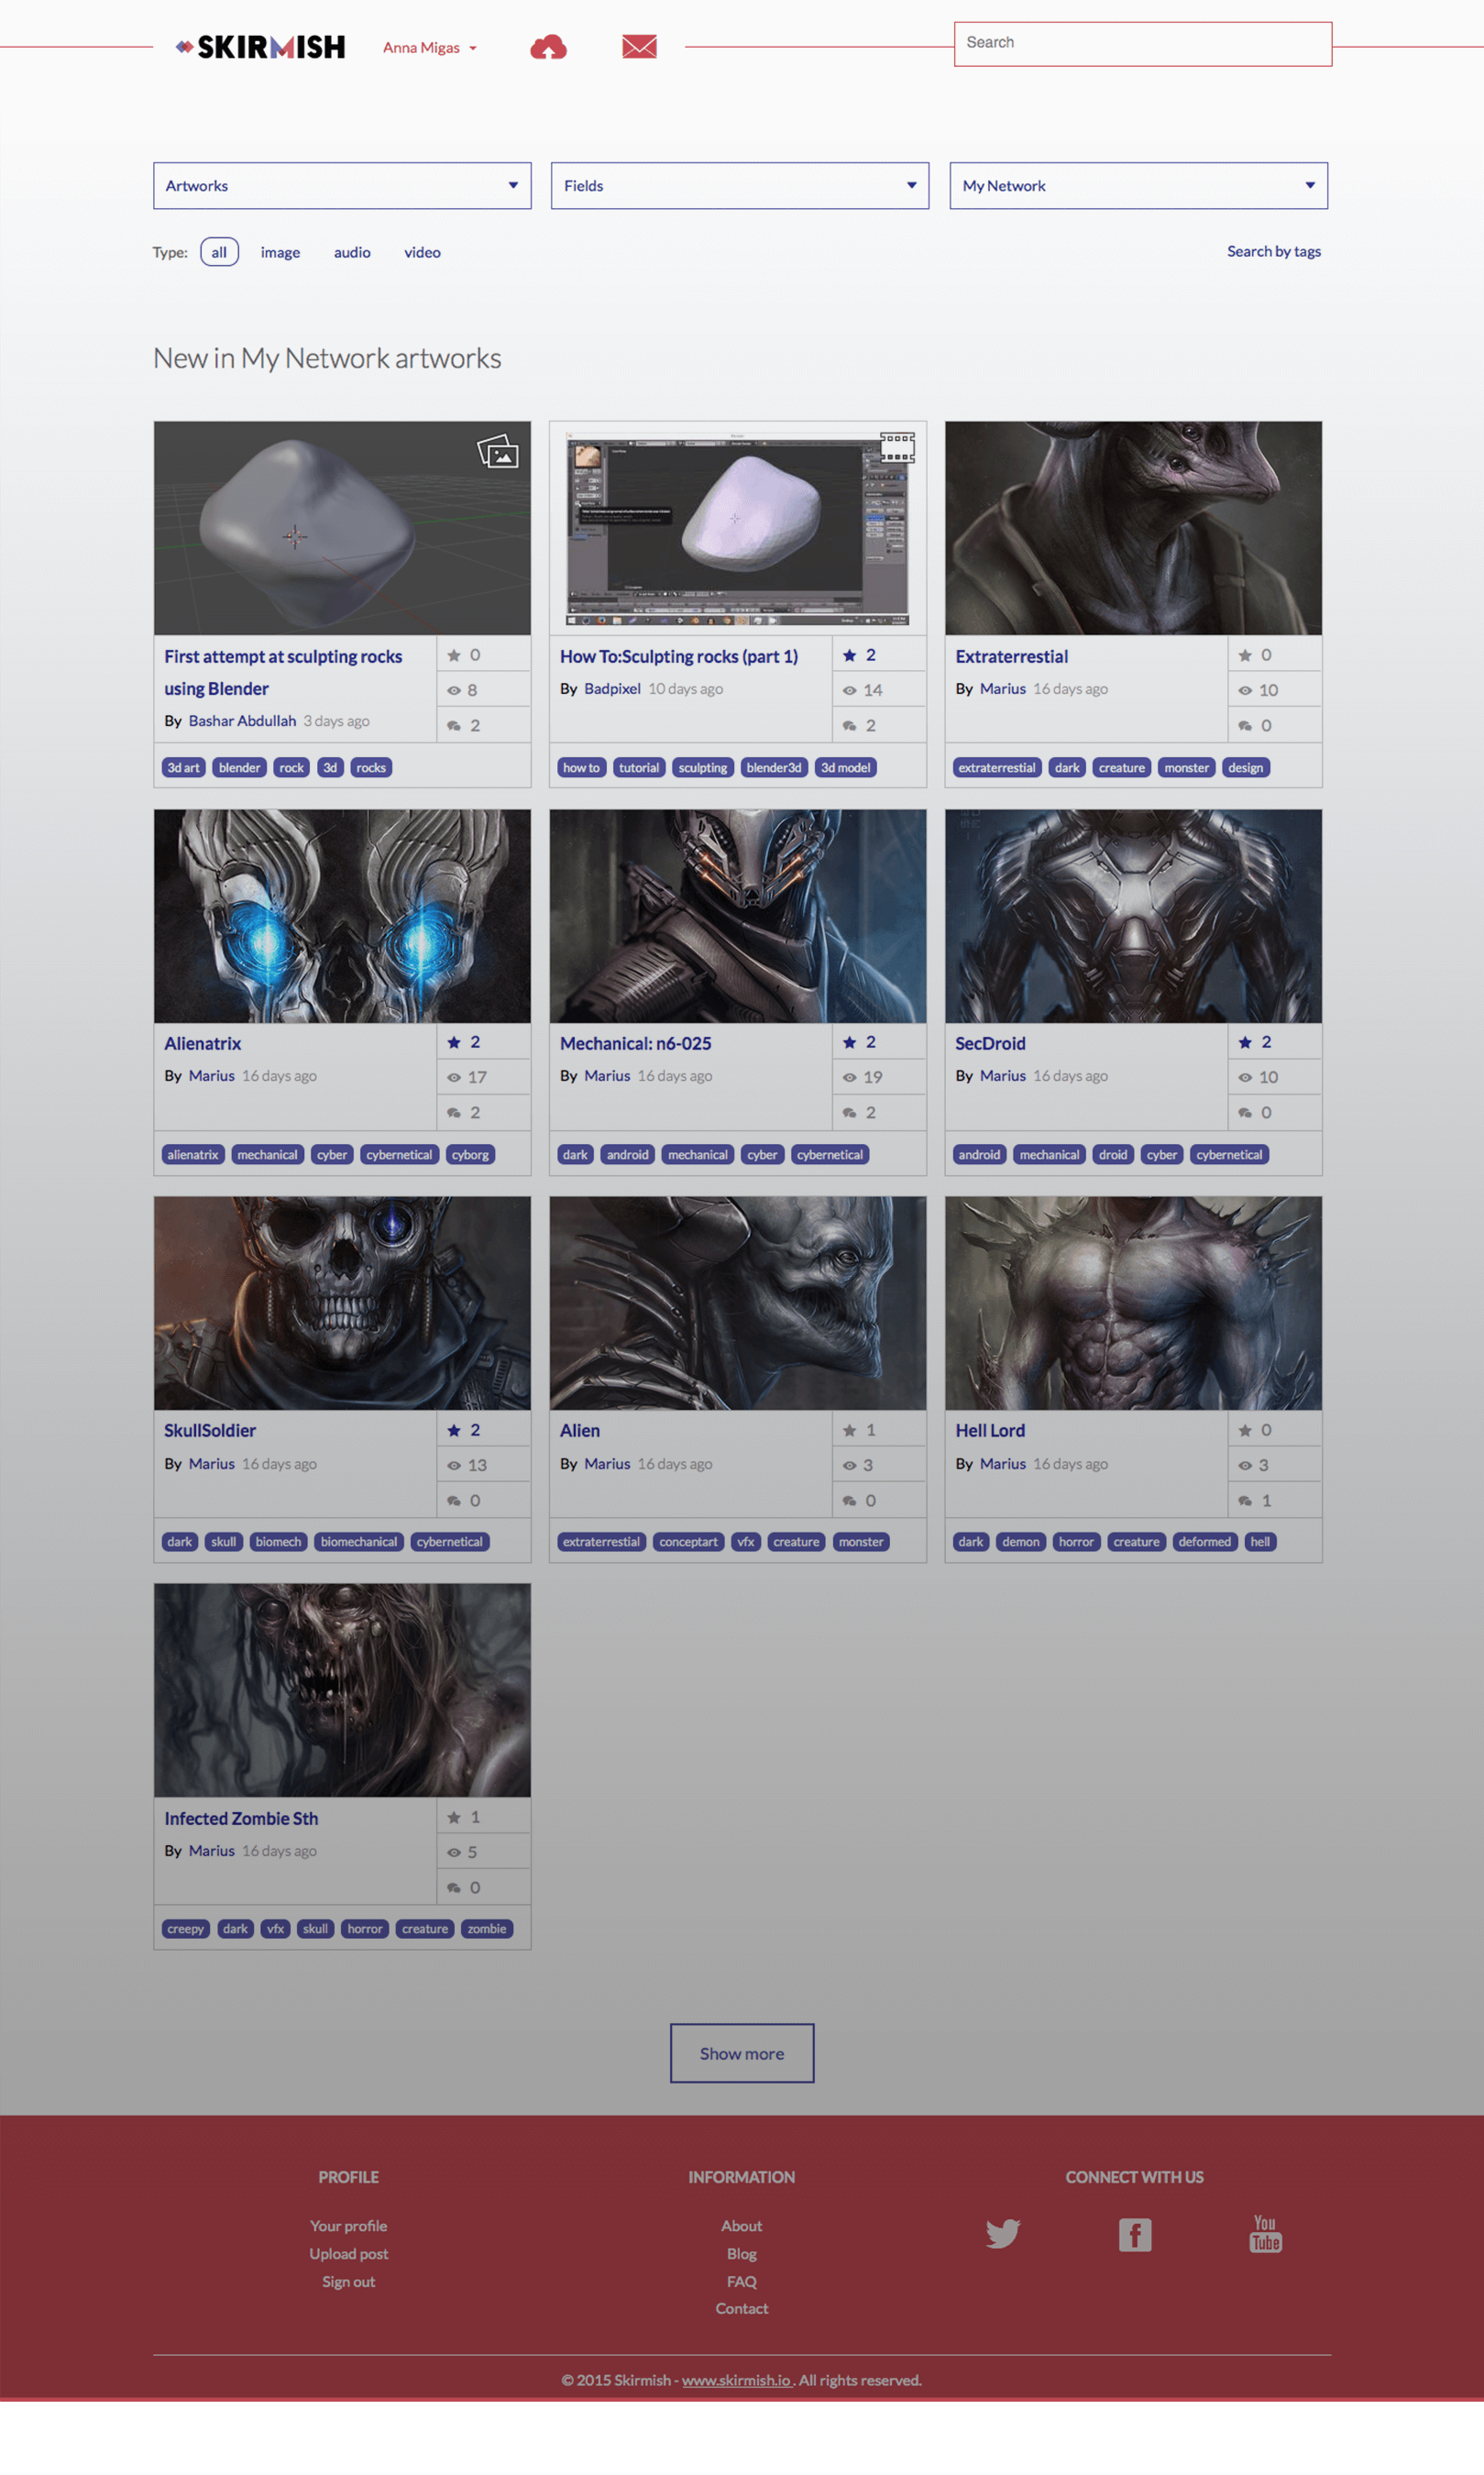 SKIRMISH
Anna Migas
Search
Artworks
Fields
My Network
Type: all image audio video
Search by tags
New in My Network artworks
First attempt at sculpting rocks
using Blender
By Bashar Abdullah 3 days ago
0
8
2
3d art blender rock 3d rocks
How To:Sculpting rocks (part 1)
By Badpixel 10 days ago
2
14
2
how to tutorial sculpting blender3d 3d model
Extraterrestial
By Marius 16 days ago
0
10
0
extraterrestial dark creature monster design
Alienatrix
By Marius 16 days ago
2
17
2
alienatrix mechanical cyber cybernetical cyborg
Mechanical: n6-025
By Marius 16 days ago
2
19
2
dark android mechanical cyber cybernetical
SecDroid
By Marius 16 days ago
2
10
0
android mechanical droid cyber cybernetical
SkullSoldier
By Marius 16 days ago
2
13
0
dark skull biomech biomechanical cybernetical
Alien
By Marius 16 days ago
1
3
0
extraterrestial conceptart vfx creature monster
Hell Lord
By Marius 16 days ago
0
3
1
dark demon horror creature deformed hell
Infected Zombie Sth
By Marius 16 days ago
1
5
0
creepy dark vfx skull horror creature zombie
Show more
PROFILE
Your profile
Upload post
Sign out
INFORMATION
About
Blog
FAQ
Contact
CONNECT WITH US
You
Tube
© 2015 Skirmish - www.skirmish.io . All rights reserved.